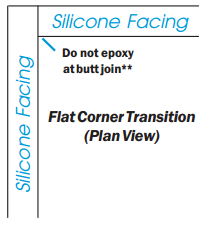 Silicone Facing
Silicone Facing
Do not epoxy
at butt join**
Flat Corner Transition
(Plan View)